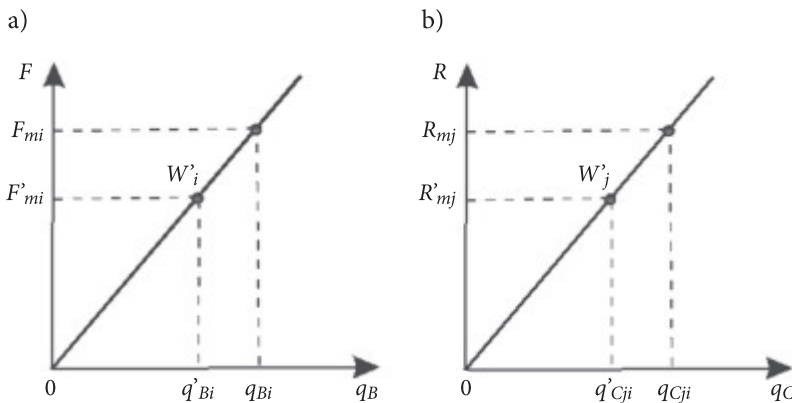 a)
F
F_mi
W'_i
F'_mi
0
q'_Bi
q_Bi
q_B
b)
R
R_mj
W'_j
R'_mj
0
q'_Cji
q_Cji
q_C